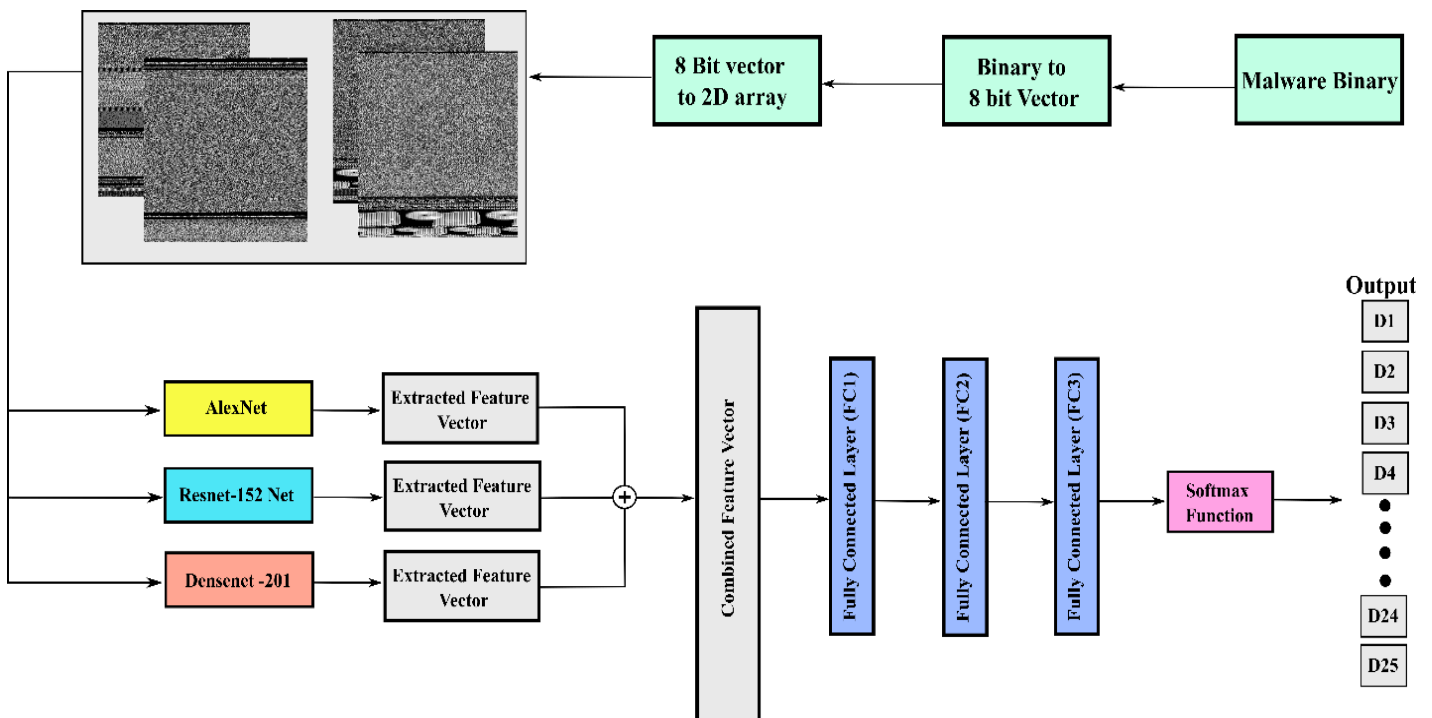 8 Bit vector
to 2D array
Binary to
8 bit Vector
Malware Binary
Output
D1
D2
D3
D4
D24
D25
AlexNet
Extracted Feature
Vector
Resnet-152 Net
Extracted Feature
Vector
Densenet -201
Extracted Feature
Vector
+
Combined Feature Vector
Fully Connected Layer (FC1)
Fully Connected Layer (FC2)
Fully Connected Layer (FC3)
Softmax
Function